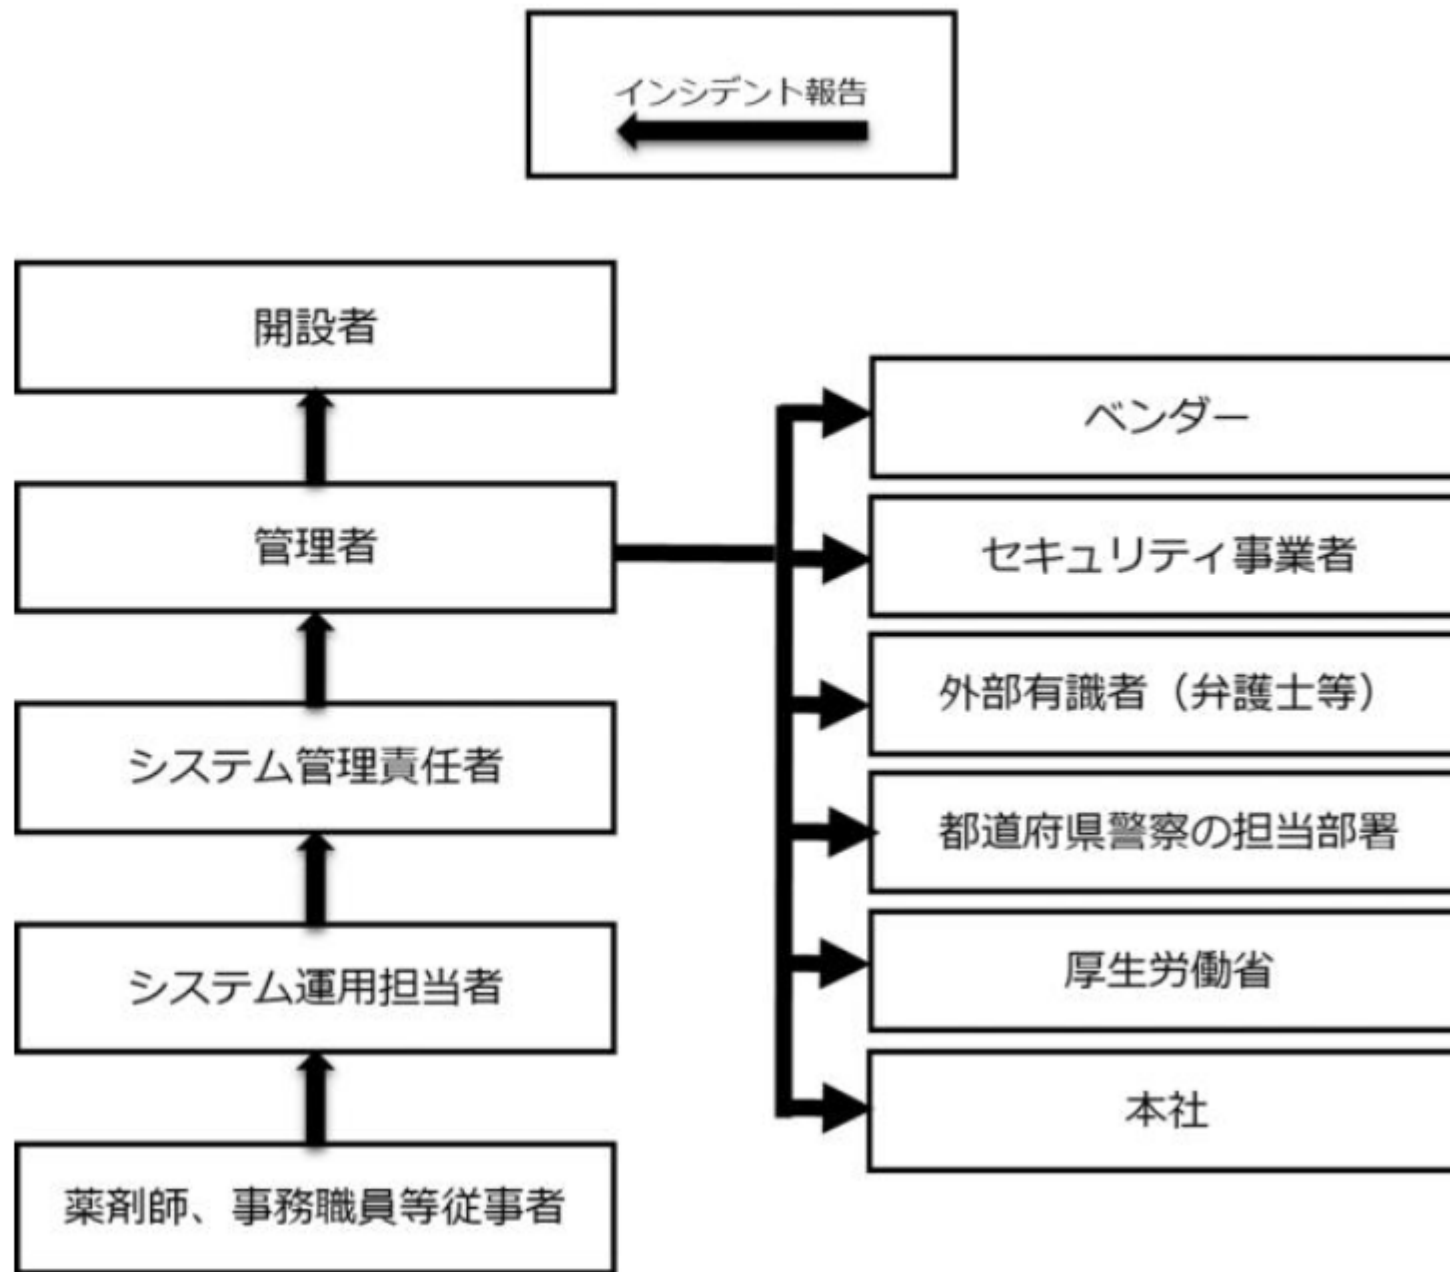 インシデント報告
開設者
管理者
システム管理責任者
システム運用担当者
薬剤師、事務職員等従事者
ベンダー
セキュリティ事業者
外部有識者（弁護士等）
都道府県警察の担当部署
厚生労働省
本社